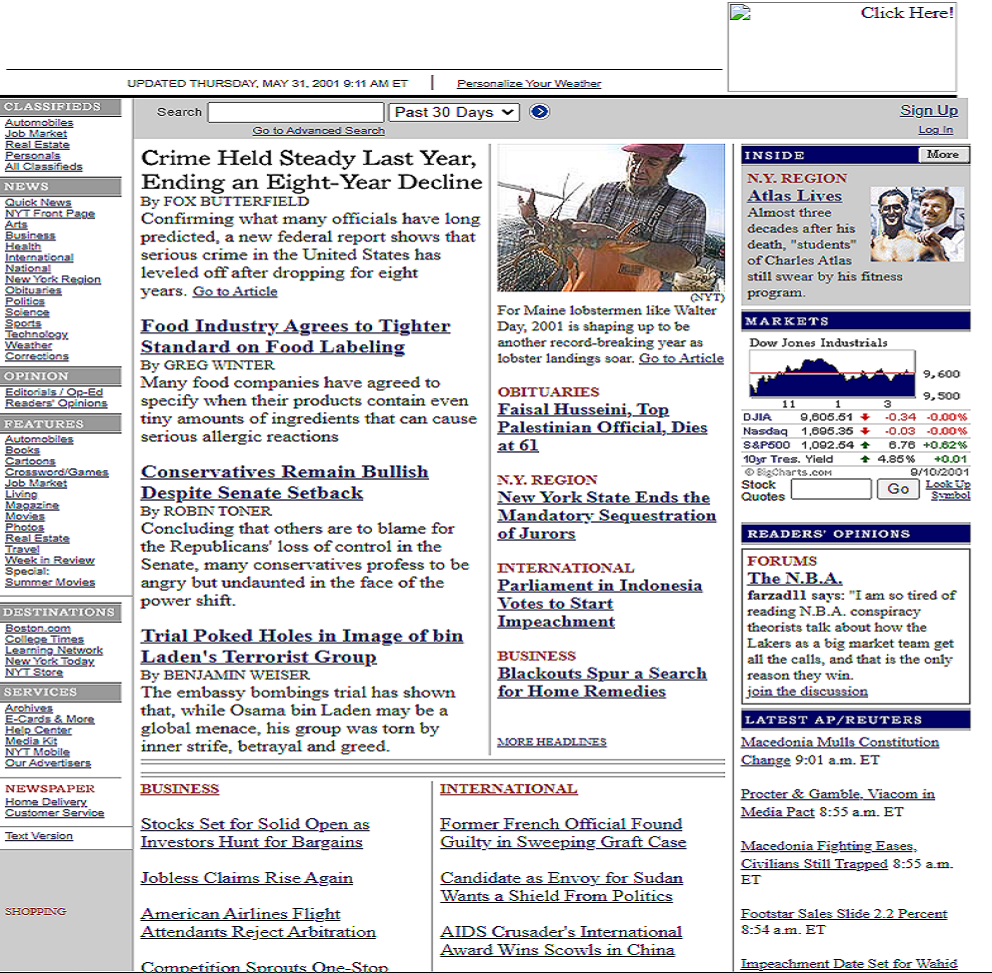 Click Here!
UPDATED THURSDAY, MAY 31, 2001 9:11 AM ET | Personalize Your Weather
CLASSIFIEDS
Automobiles
Job Market
Real Estate
Personals
All Classifieds
NEWS
Quick News
NYT Front Page
Arts
Business
Health
International
National
New York Region
Obituaries
Politics
Science
Sports
Technology
Weather
Corrections
OPINION
Editorials / Op-Ed
Readers' Opinions
FEATURES
Automobiles
Books
Cartoons
Crossword/Games
Job Market
Living
Magazine
Movies
Photos
Real Estate
Travel
Week in Review
Special:
Summer Movies
DESTINATIONS
Boston.com
College Times
Learning Network
New York Today
NYT Store
SERVICES
Archives
E-Cards & More
Help Center
Media Kit
NYT Mobile
Our Advertisers
NEWSPAPER
Home Delivery
Customer Service
Text Version
SHOPPING
Search Past 30 Days
Go to Advanced Search
Sign Up
Log In
Crime Held Steady Last Year,
Ending an Eight-Year Decline
By FOX BUTTERFIELD
Confirming what many officials have long
predicted, a new federal report shows that
serious crime in the United States has
leveled off after dropping for eight
years. Go to Article
Food Industry Agrees to Tighter
Standard on Food Labeling
By GREG WINTER
Many food companies have agreed to
specify when their products contain even
tiny amounts of ingredients that can cause
serious allergic reactions
Conservatives Remain Bullish
Despite Senate Setback
By ROBIN TONER
Concluding that others are to blame for
the Republicans' loss of control in the
Senate, many conservatives profess to be
angry but undaunted in the face of the
power shift.
Trial Poked Holes in Image of bin
Laden's Terrorist Group
By BENJAMIN WEISER
The embassy bombings trial has shown
that, while Osama bin Laden may be a
global menace, his group was torn by
inner strife, betrayal and greed.
(NYT)
For Maine lobstermen like Walter
Day, 2001 is shaping up to be
another record-breaking year as
lobster landings soar. Go to Article
OBITUARIES
Faisal Husseini, Top
Palestinian Official, Dies
at 61
N.Y. REGION
New York State Ends the
Mandatory Sequestration
of Jurors
INTERNATIONAL
Parliament in Indonesia
Votes to Start
Impeachment
BUSINESS
Blackouts Spur a Search
for Home Remedies
MORE HEADLINES
BUSINESS
Stocks Set for Solid Open as
Investors Hunt for Bargains
Jobless Claims Rise Again
American Airlines Flight
Attendants Reject Arbitration
Competition Sprouts One-Stop
INTERNATIONAL
Former French Official Found
Guilty in Sweeping Graft Case
Candidate as Envoy for Sudan
Wants a Shield From Politics
AIDS Crusader's International
Award Wins Scowls in China
INSIDE More
N.Y. REGION
Atlas Lives
Almost three
decades after his
death, "students"
of Charles Atlas
still swear by his fitness
program.
MARKETS
Dow Jones Industrials
9,600
9,500
11 1 3
DJIA 9,605.51 -0.34 -0.00%
Nasdaq 1,695.35 -0.03 -0.00%
S&P500 1,092.54 6.76 +0.62%
10yr Tres. Yield 4.85% +0.01
© BigCharts.com 9/10/2001
Stock
Quotes Go Look Up
Symbol
READERS' OPINIONS
FORUMS
The N.B.A.
farzad11 says: "I am so tired of
reading N.B.A. conspiracy
theorists talk about how the
Lakers as a big market team get
all the calls, and that is the only
reason they win.
join the discussion
LATEST AP/REUTERS
Macedonia Mulls Constitution
Change 9:01 a.m. ET
Procter & Gamble, Viacom in
Media Pact 8:55 a.m. ET
Macedonia Fighting Eases,
Civilians Still Trapped 8:55 a.m.
ET
Footstar Sales Slide 2.2 Percent
8:54 a.m. ET
Impeachment Date Set for Wahid